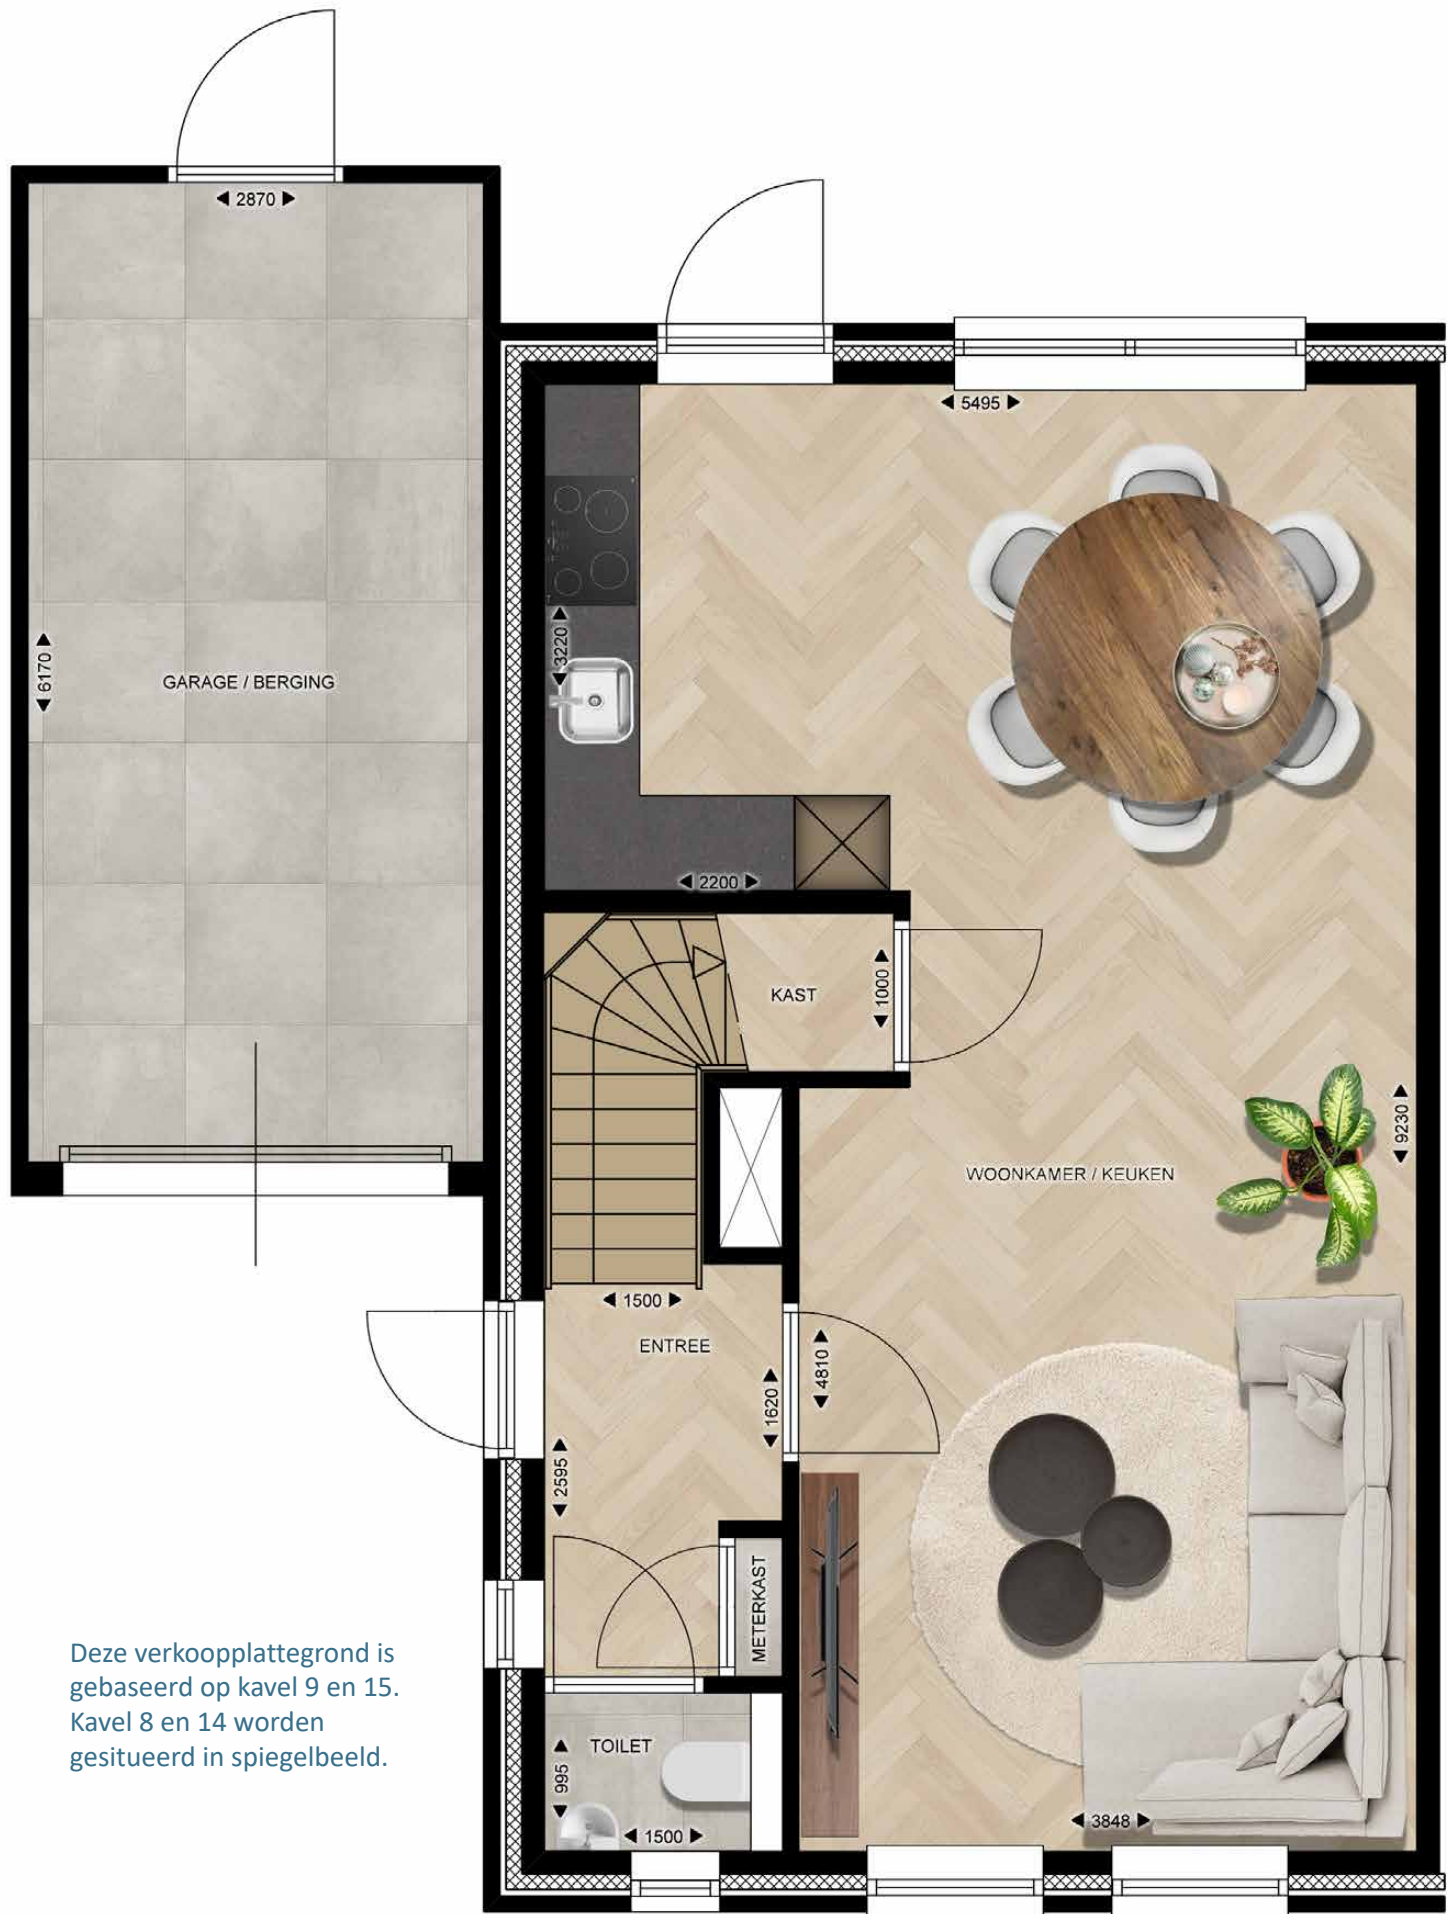 2870
5495
3220
6170
GARAGE / BERGING
2200
KAST
1000
9230
WOONKAMER / KEUKEN
1500
ENTREE
4810
1620
2595
METERKAST
Deze verkoopplattegrond is
gebaseerd op kavel 9 en 15.
Kavel 8 en 14 worden
gesitueerd in spiegelbeeld.
TOILET
995
1500
3848